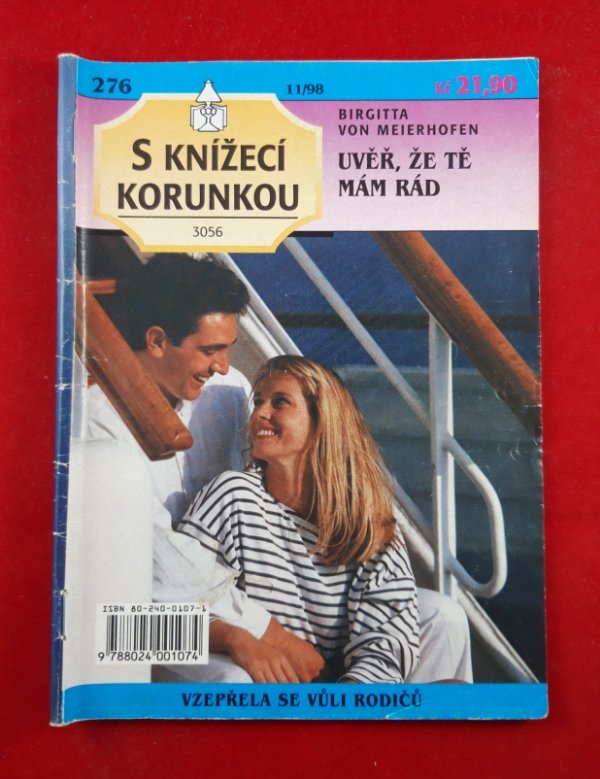 276
11/98
Kč 21,90
S KNÍŽECÍ
KORUNKOU
3056
BIRGITTA
VON MEIERHOFEN
UVĚŘ, ŽE TĚ
MÁM RÁD
ISBN 80-240-0107-1
9 788024 001074
VZEPŘELA SE VŮLI RODIČŮ